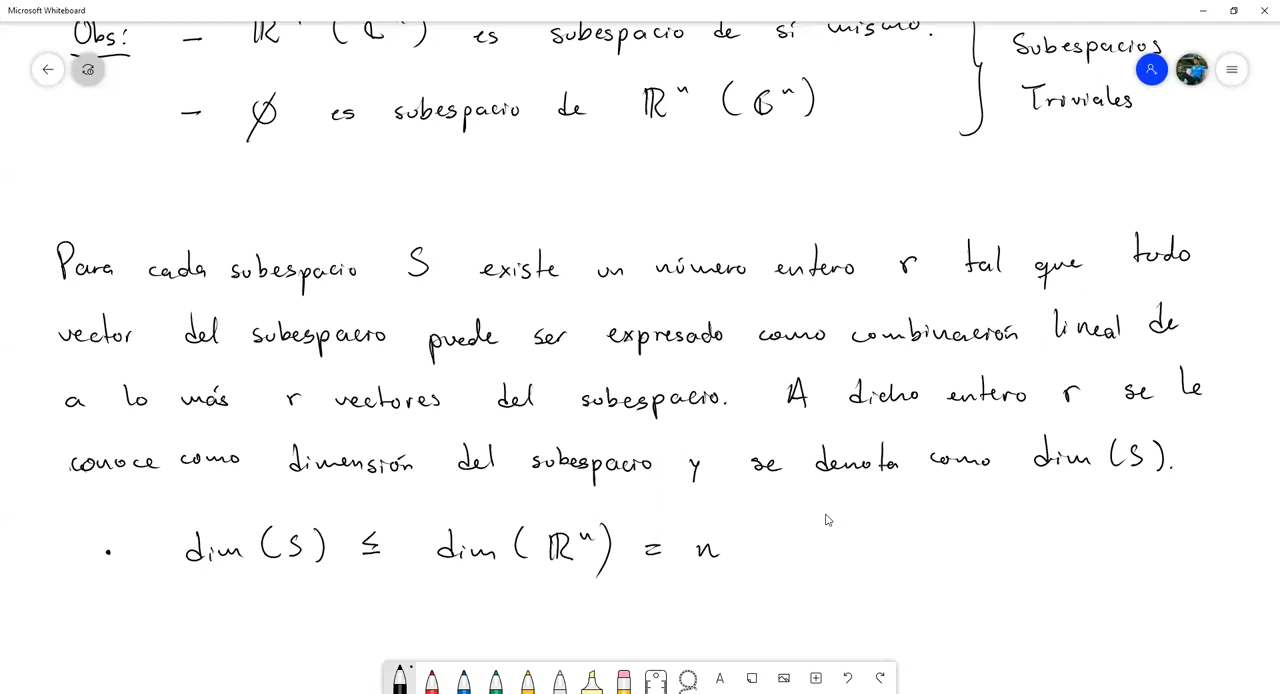 Microsoft Whiteboard
Obs: - ℝⁿ (ℂⁿ) es subespacio de sí mismo.
Subespacios
- ∅ es subespacio de ℝⁿ (ℂⁿ)
Triviales
Para cada subespacio S existe un número entero r tal que todo
vector del subespacio puede ser expresado como combinación lineal de
a lo más r vectores del subespacio. A dicho entero r se le
conoce como dimensión del subespacio y se denota como dim(S).
· dim(S) ≤ dim(ℝⁿ) = n